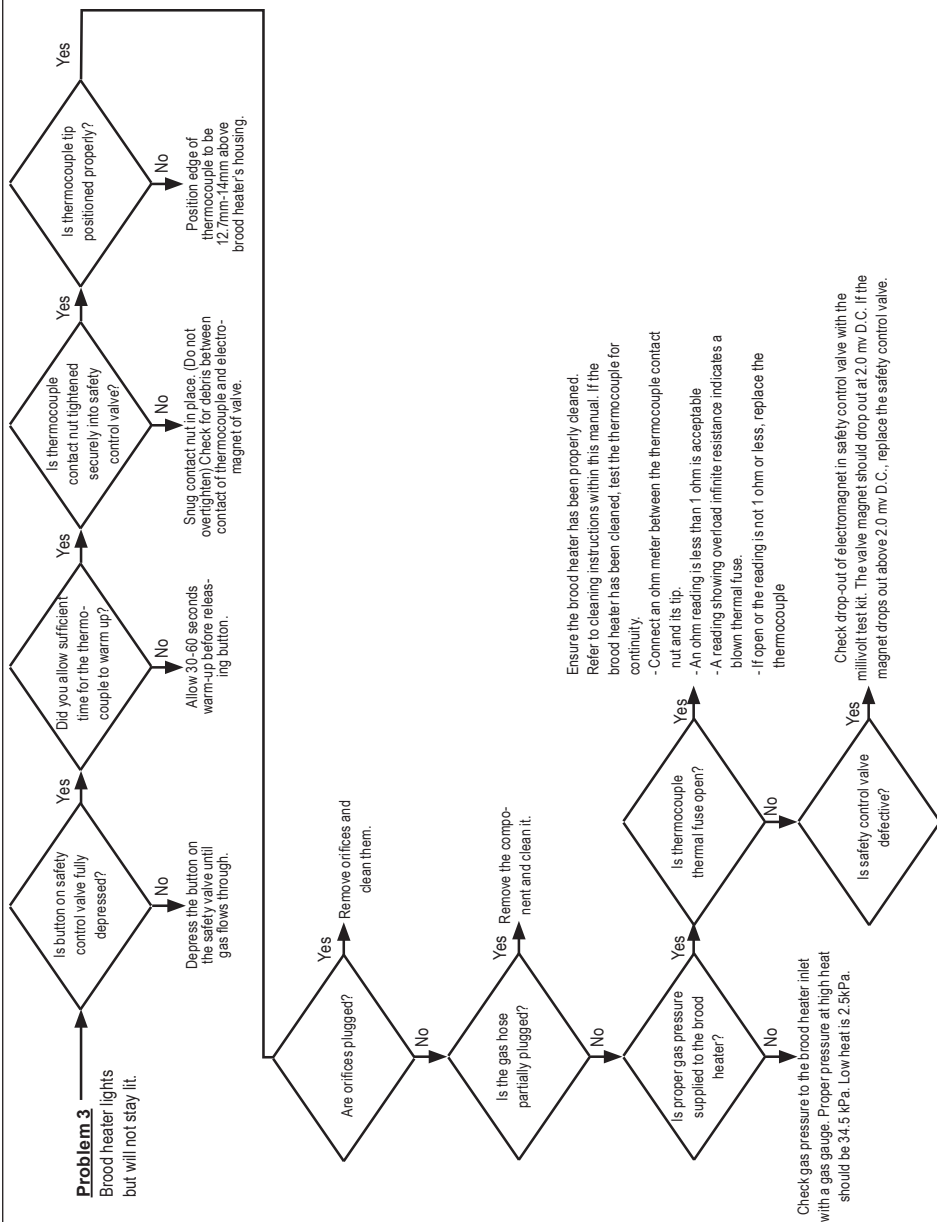 Problem 3
Brood heater lights
but will not stay lit.
Is button on safety
control valve fully
depressed?
Yes
No
Depress the button on
the safety valve until
gas flows through.
Did you allow sufficient
time for the thermo-
couple to warm up?
Yes
No
Allow 30-60 seconds
warm-up before releas-
ing button.
Is thermocouple
contact nut tightened
securely into safety
control valve?
Yes
No
Snug contact nut in place. (Do not
overtighten) Check for debris between
contact of thermocouple and electro-
magnet of valve.
Is thermocouple tip
positioned properly?
Yes
No
Position edge of
thermocouple to be
12.7mm-14mm above
brood heater's housing.
Are orifices plugged?
Yes
Remove orifices and
clean them.
No
Is the gas hose
partially plugged?
Yes
Remove the compo-
nent and clean it.
No
Is proper gas pressure
supplied to the brood
heater?
Yes
No
Check gas pressure to the brood heater inlet
with a gas gauge. Proper pressure at high heat
should be 34.5 kPa. Low heat is 2.5kPa.
Is thermocouple
thermal fuse open?
Yes
Ensure the brood heater has been properly cleaned.
Refer to cleaning instructions within this manual. If the
brood heater has been cleaned, test the thermocouple for
continuity.
- Connect an ohm meter between the thermocouple contact
nut and its tip.
- An ohm reading is less than 1 ohm is acceptable
- A reading showing overload infinite resistance indicates a
blown thermal fuse.
- If open or the reading is not 1 ohm or less, replace the
thermocouple
No
Is safety control valve
defective?
Yes
Check drop-out of electromagnet in safety control valve with the
millivolt test kit. The valve magnet should drop out at 2.0 mv D.C. If the
magnet drops out above 2.0 mv D.C., replace the safety control valve.